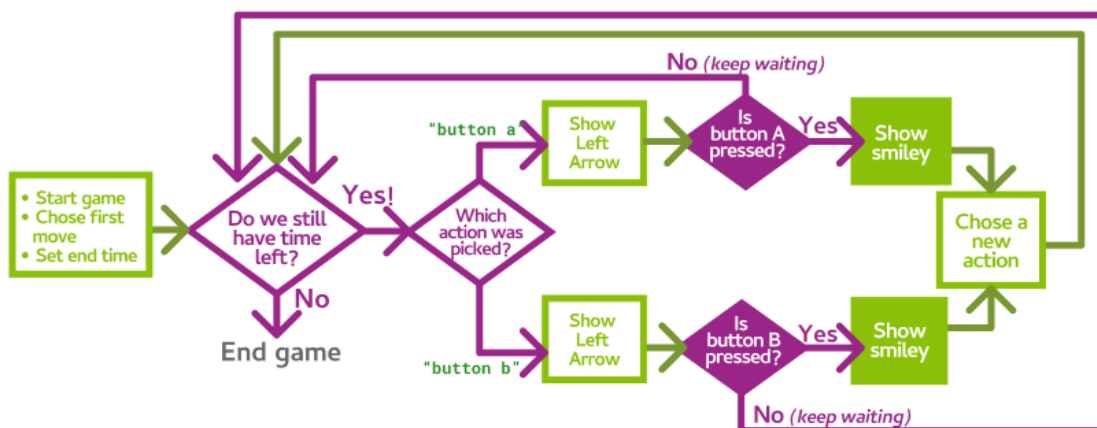 • Start game
• Chose first
move
• Set end time
Do we still
have time
left?
Yes!
No
End game
Which
action was
picked?
"button a"
Show
Left
Arrow
Is
button A
pressed?
No (keep waiting)
Yes
Show
smiley
"button b"
Show
Left
Arrow
Is
button B
pressed?
Yes
No (keep waiting)
Show
smiley
Chose a
new
action